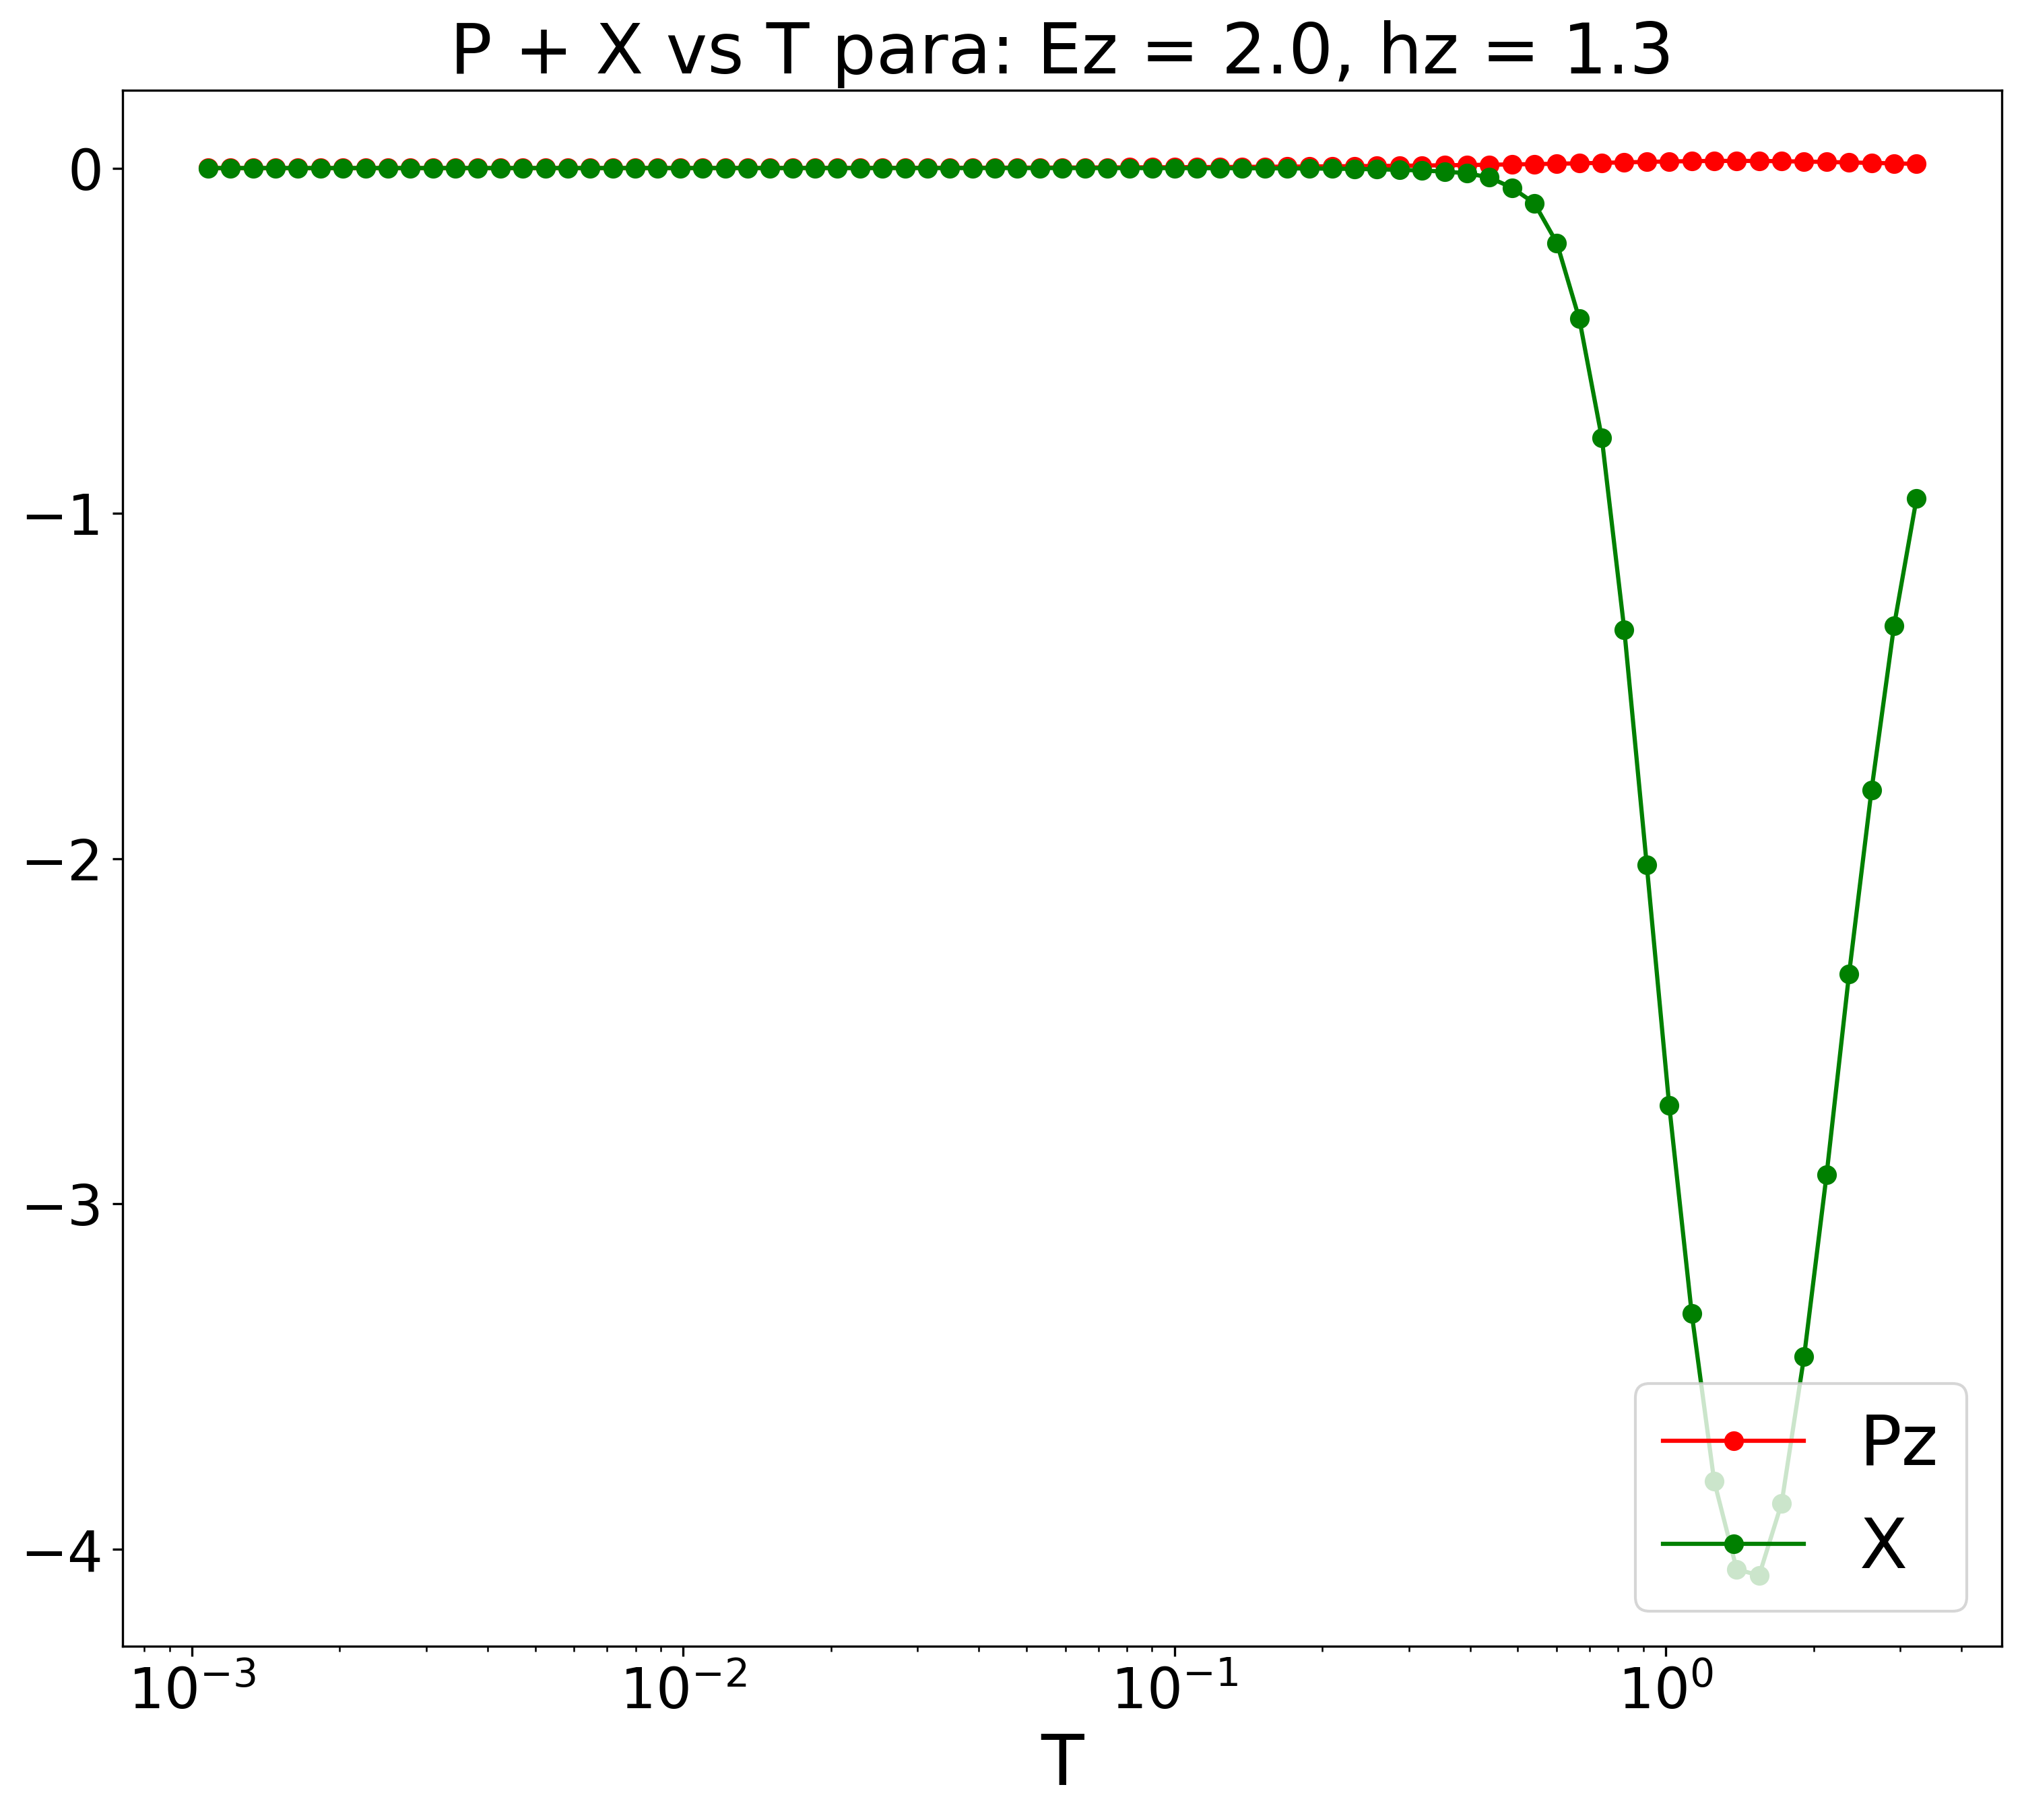 P + X vs T para: Ez = 2.0, hz = 1.3
0
−1
−2
−3
−4
Pz
X
10⁻³ 10⁻² 10⁻¹ 10⁰
T